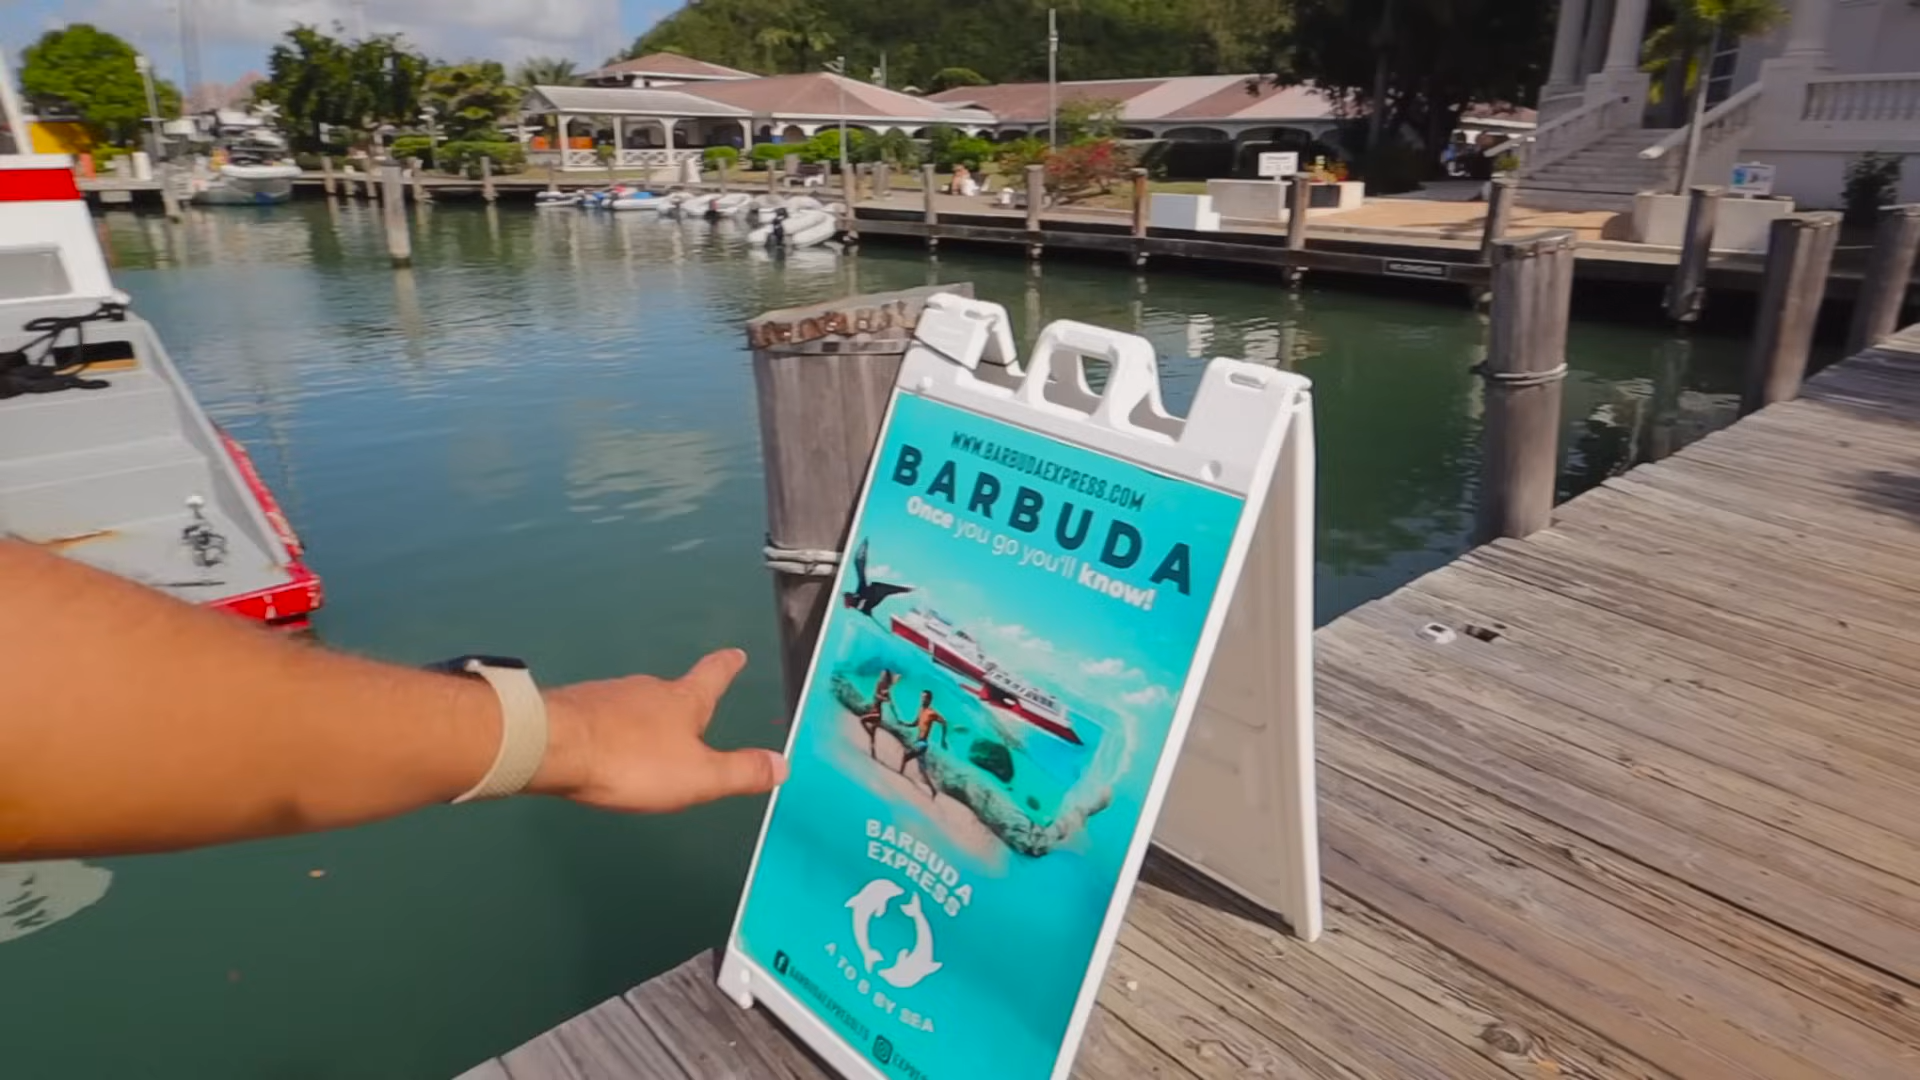 WWW.BARBUDAEXPRESS.COM
BARBUDA
Once you go you'll know!
BARBUDA
EXPRESS
A TO B BY SEA